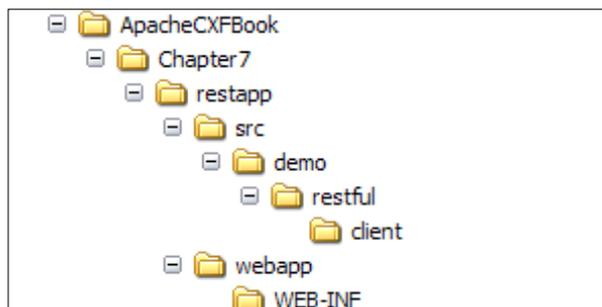 ApacheCXFBook
Chapter7
restapp
src
demo
restful
client
webapp
WEB-INF